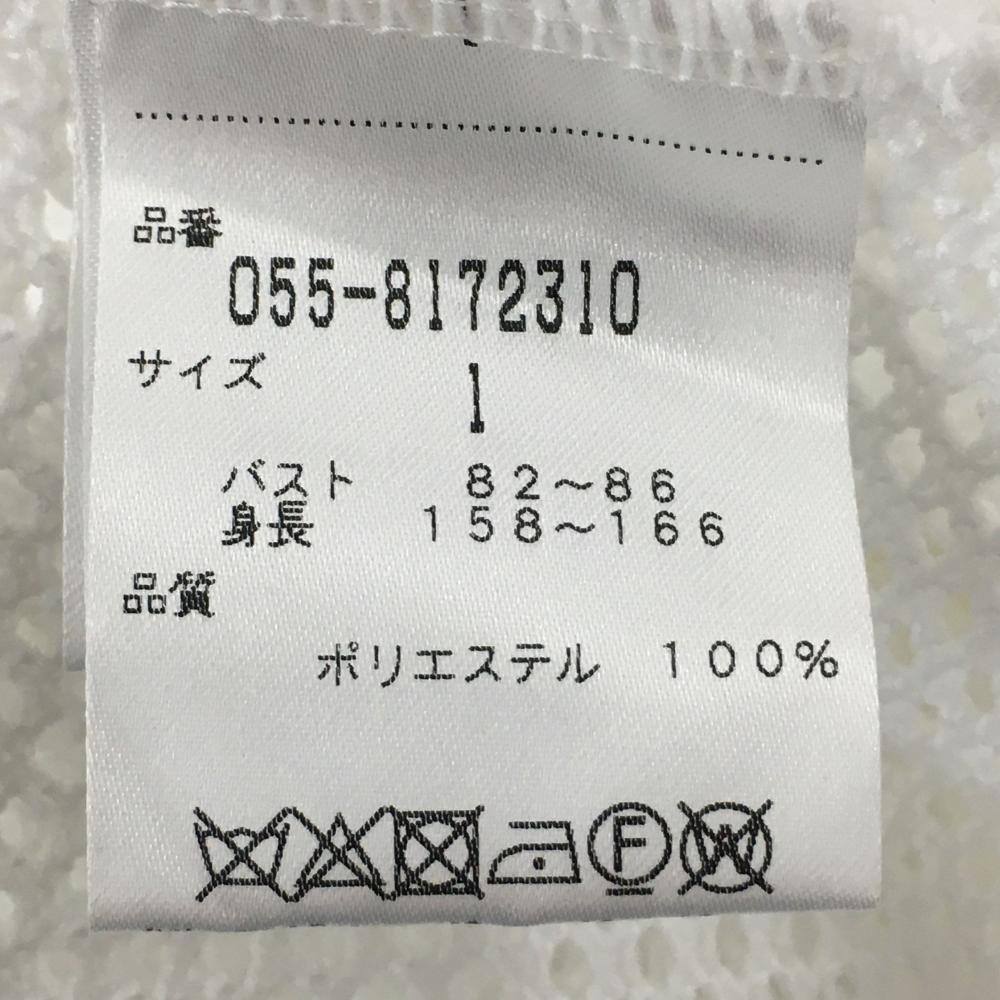 品番
055-8172310
サイズ
1
バスト 82~86
身長 158~166
品質
ポリエステル 100%
F W